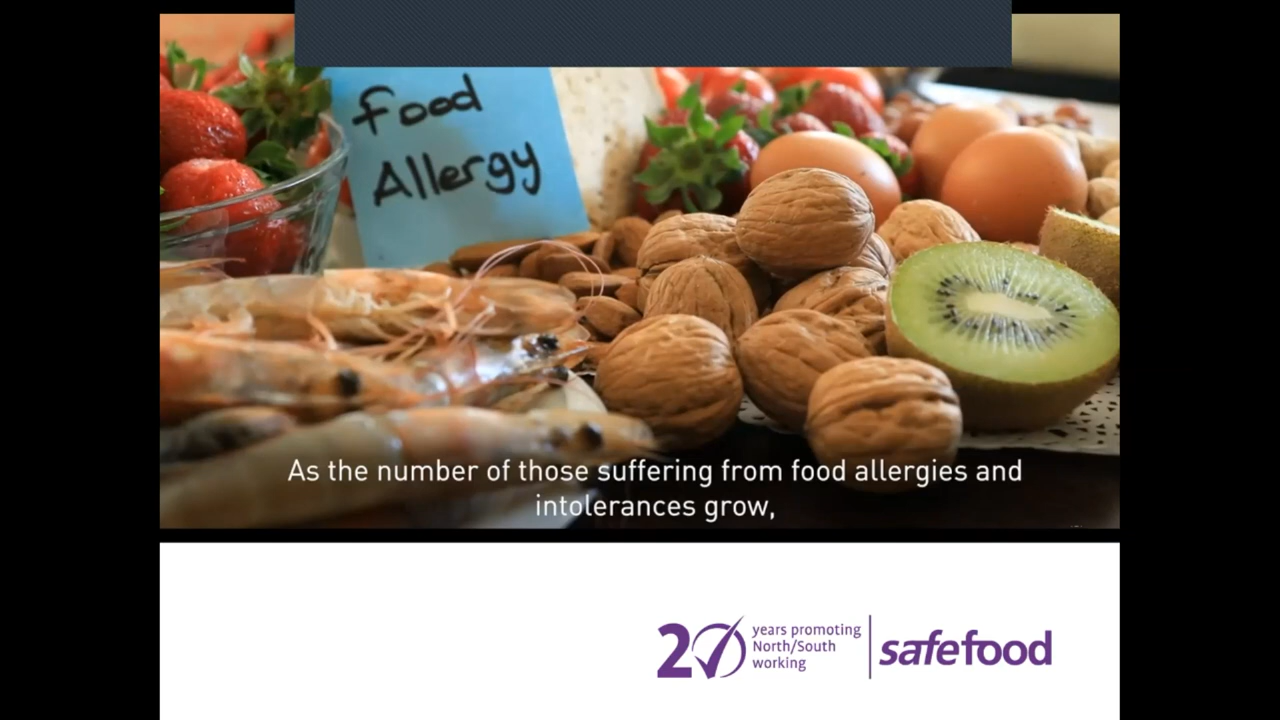 Food
Allergy
As the number of those suffering from food allergies and
intolerances grow,
20 years promoting
North/South
working
safefood